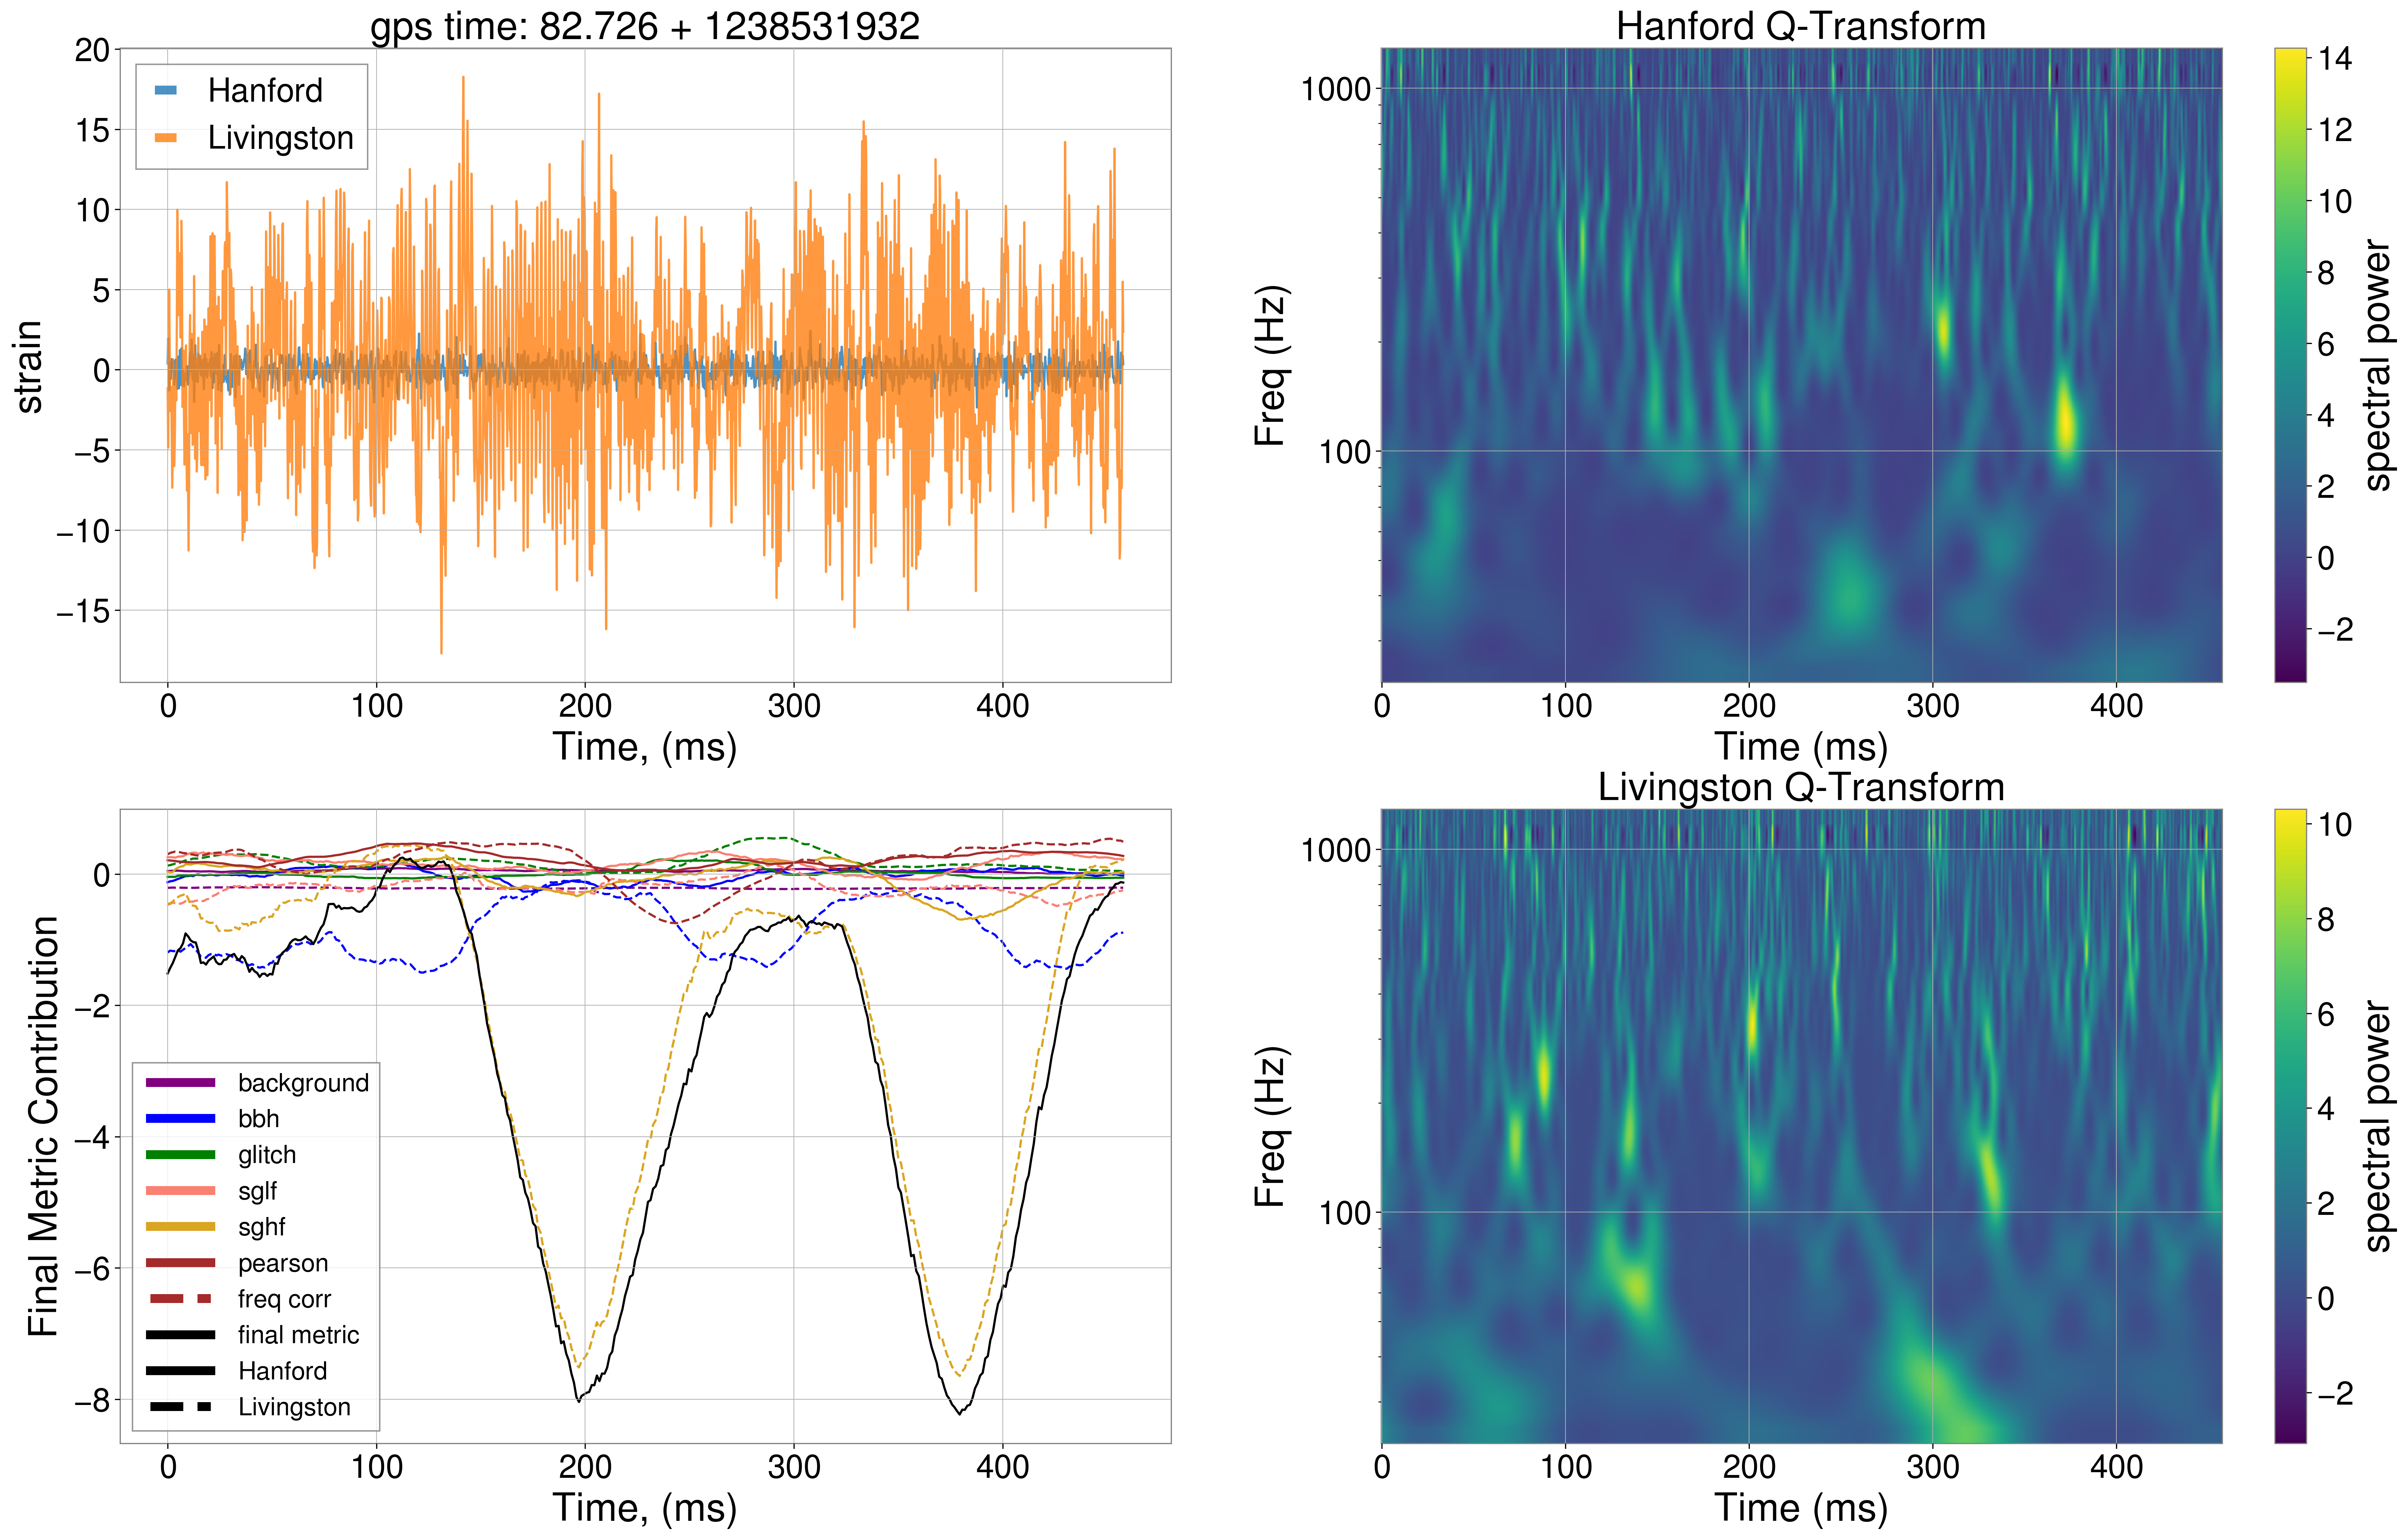 gps time: 82.726 + 1238531932
20
15
10
5
0
−5
−10
−15
strain
Hanford
Livingston
0 100 200 300 400
Time, (ms)
Hanford Q-Transform
1000
100
Freq (Hz)
0 100 200 300 400
Time (ms)
14
12
10
8
6
4
2
0
−2
spectral power
0
−2
−4
−6
−8
Final Metric Contribution
background
bbh
glitch
sglf
sghf
pearson
freq corr
final metric
Hanford
Livingston
0 100 200 300 400
Time, (ms)
Livingston Q-Transform
1000
100
Freq (Hz)
0 100 200 300 400
Time (ms)
10
8
6
4
2
0
−2
spectral power